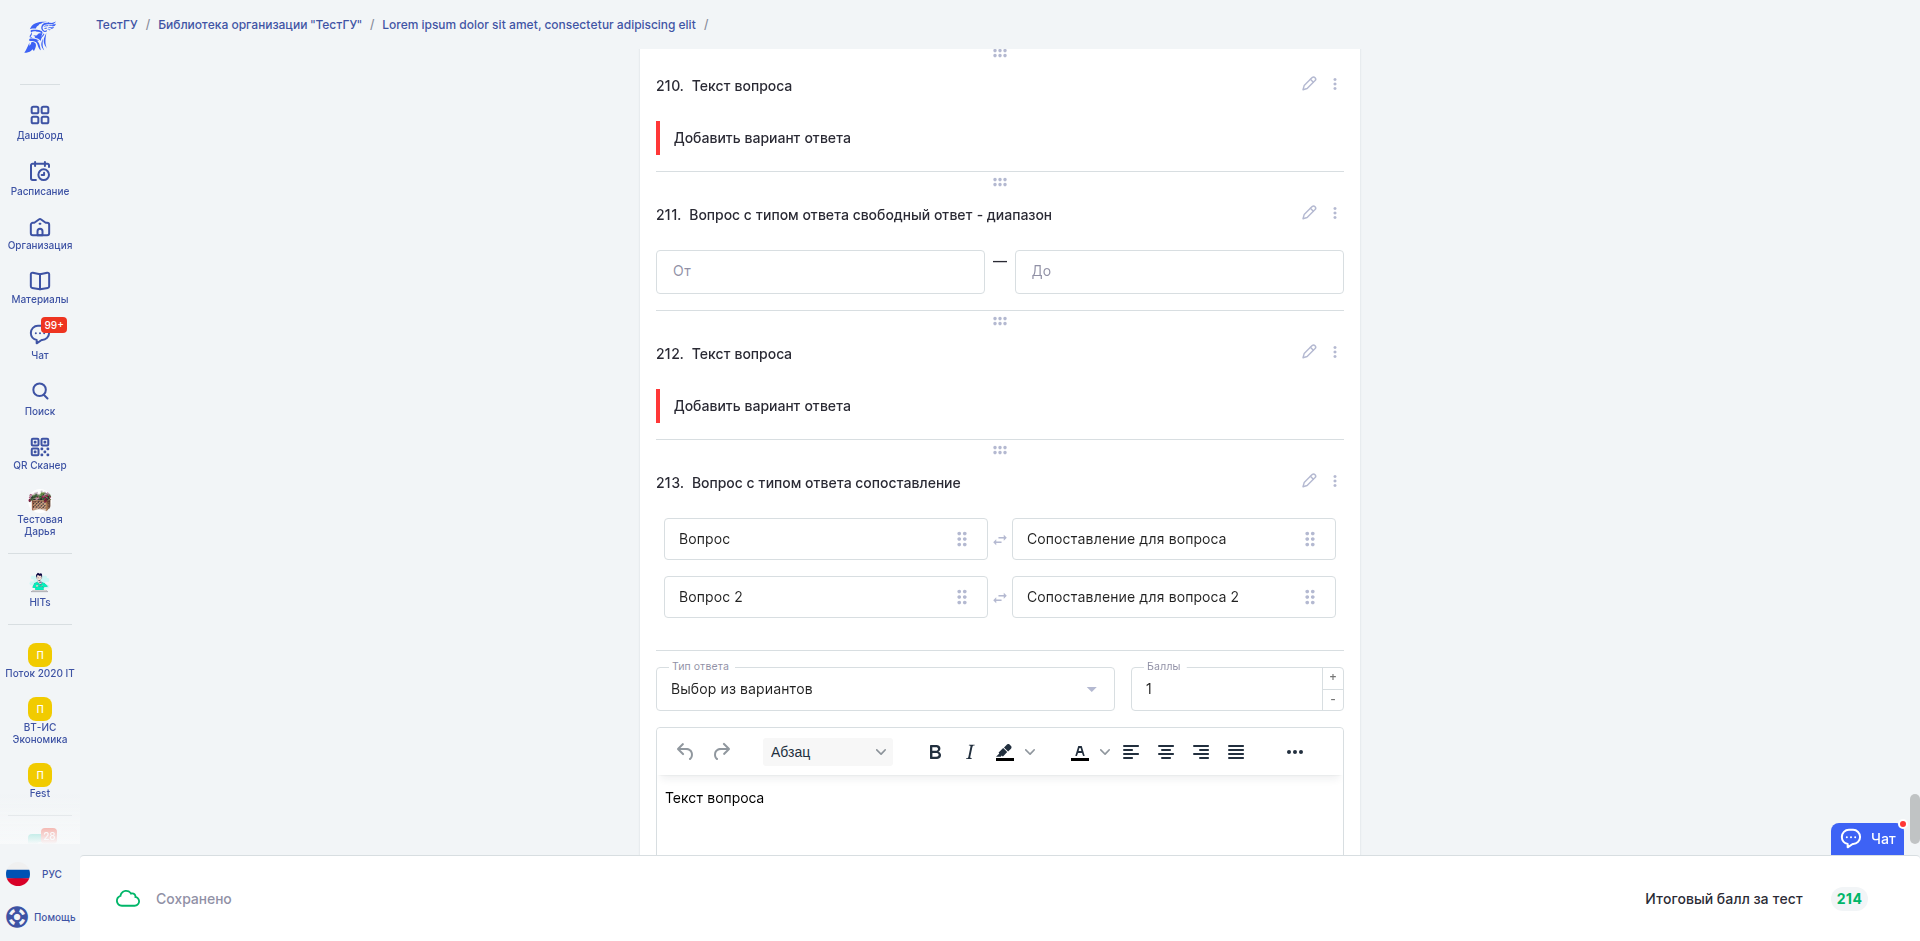 ТестГУ / Библиотека организации "ТестГУ" / Lorem ipsum dolor sit amet, consectetur adipiscing elit /
Дашборд
Расписание
Организация
Материалы
99+
Чат
Поиск
QR Сканер
Тестовая
Дарья
HITs
П
Поток 2020 IT
П
ВТ-ИС
Экономика
П
Fest
28
РУС
Помощь
210. Текст вопроса
Добавить вариант ответа
211. Вопрос с типом ответа свободный ответ - диапазон
От — До
212. Текст вопроса
Добавить вариант ответа
213. Вопрос с типом ответа сопоставление
Вопрос Сопоставление для вопроса
Вопрос 2 Сопоставление для вопроса 2
Тип ответа Баллы
Выбор из вариантов 1 + -
Абзац B I A
Текст вопроса
Чат
Сохранено Итоговый балл за тест 214